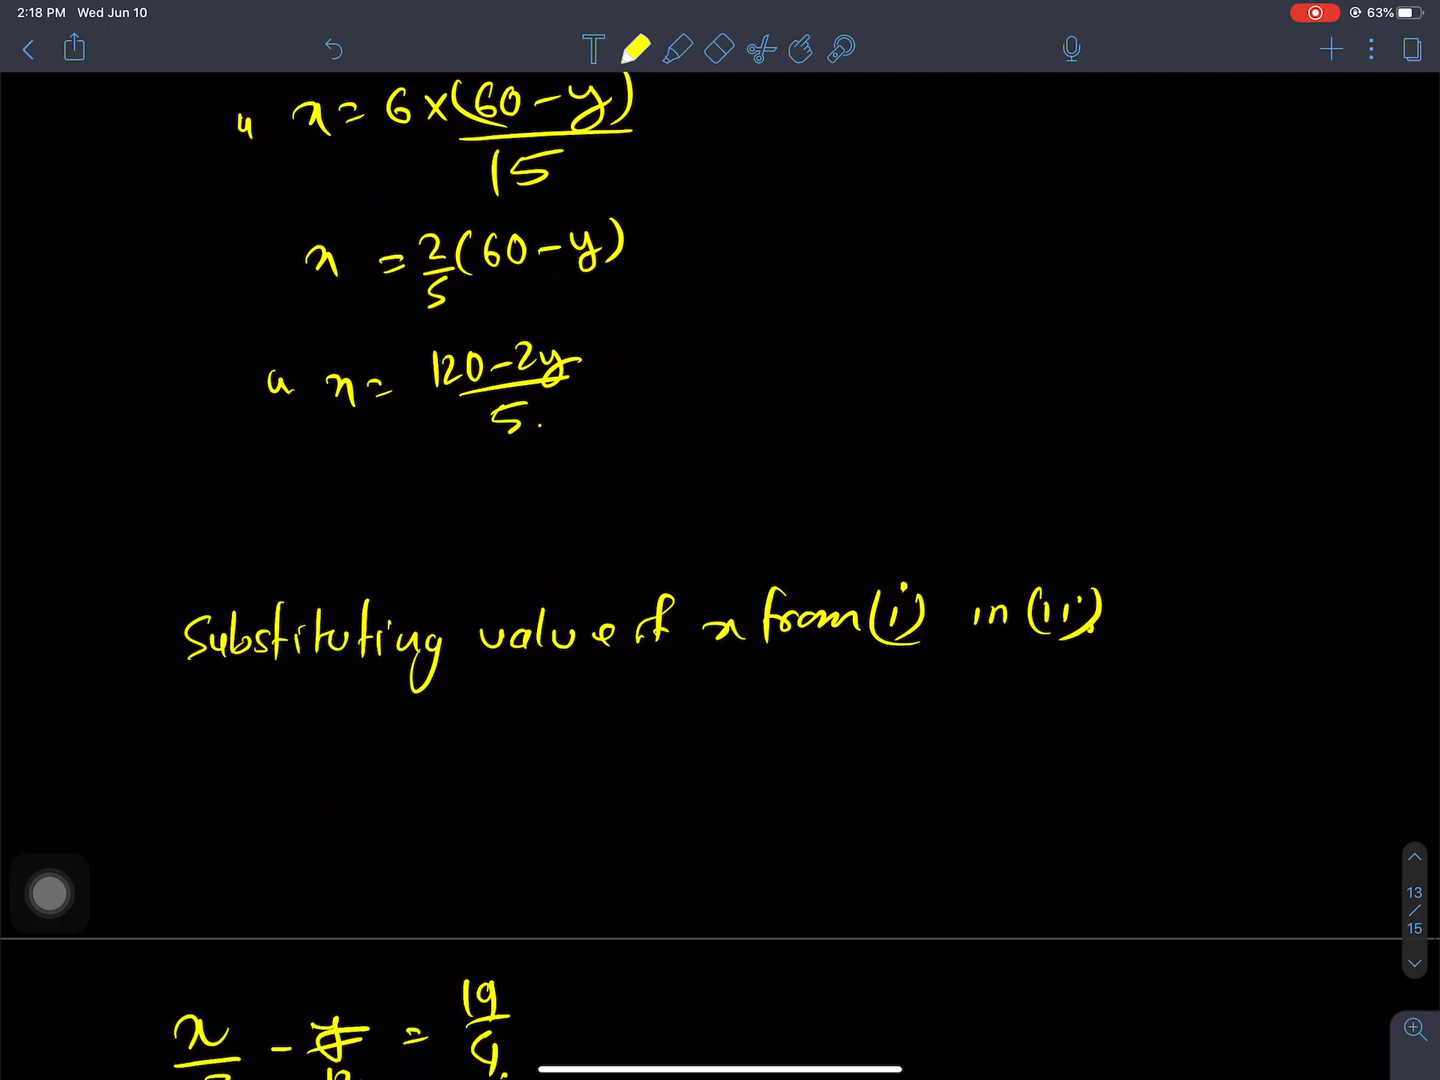 2:18 PM Wed Jun 10 63%
T
x = 6 × (60 - y)
15
x = 2/5 (60 - y)
x = 120 - 2y
5.
Substituting value of x from (i) in (ii)
13
/
15
x - y = 19